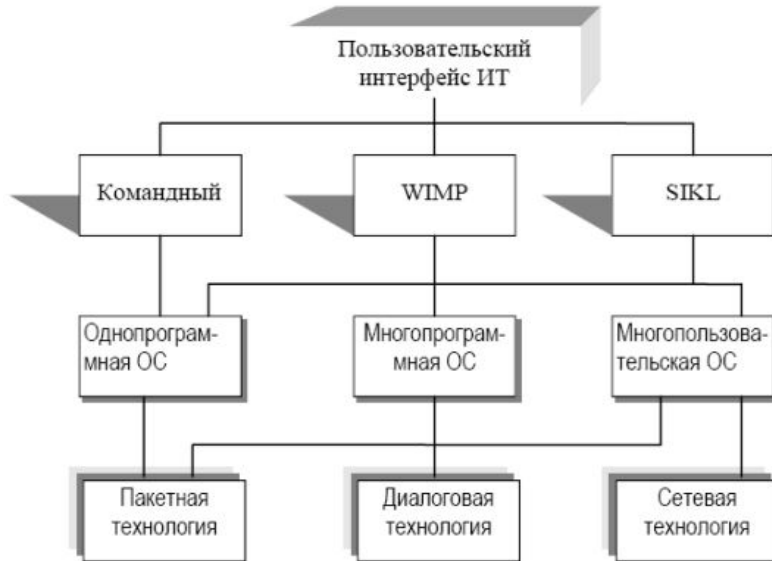 Пользовательский
интерфейс ИТ
Командный
WIMP
SIKL
Однопрограм-
ммная ОС
Многопрограм-
мная ОС
Многопользова-
тельская ОС
Пакетная
технология
Диалоговая
технология
Сетевая
технология